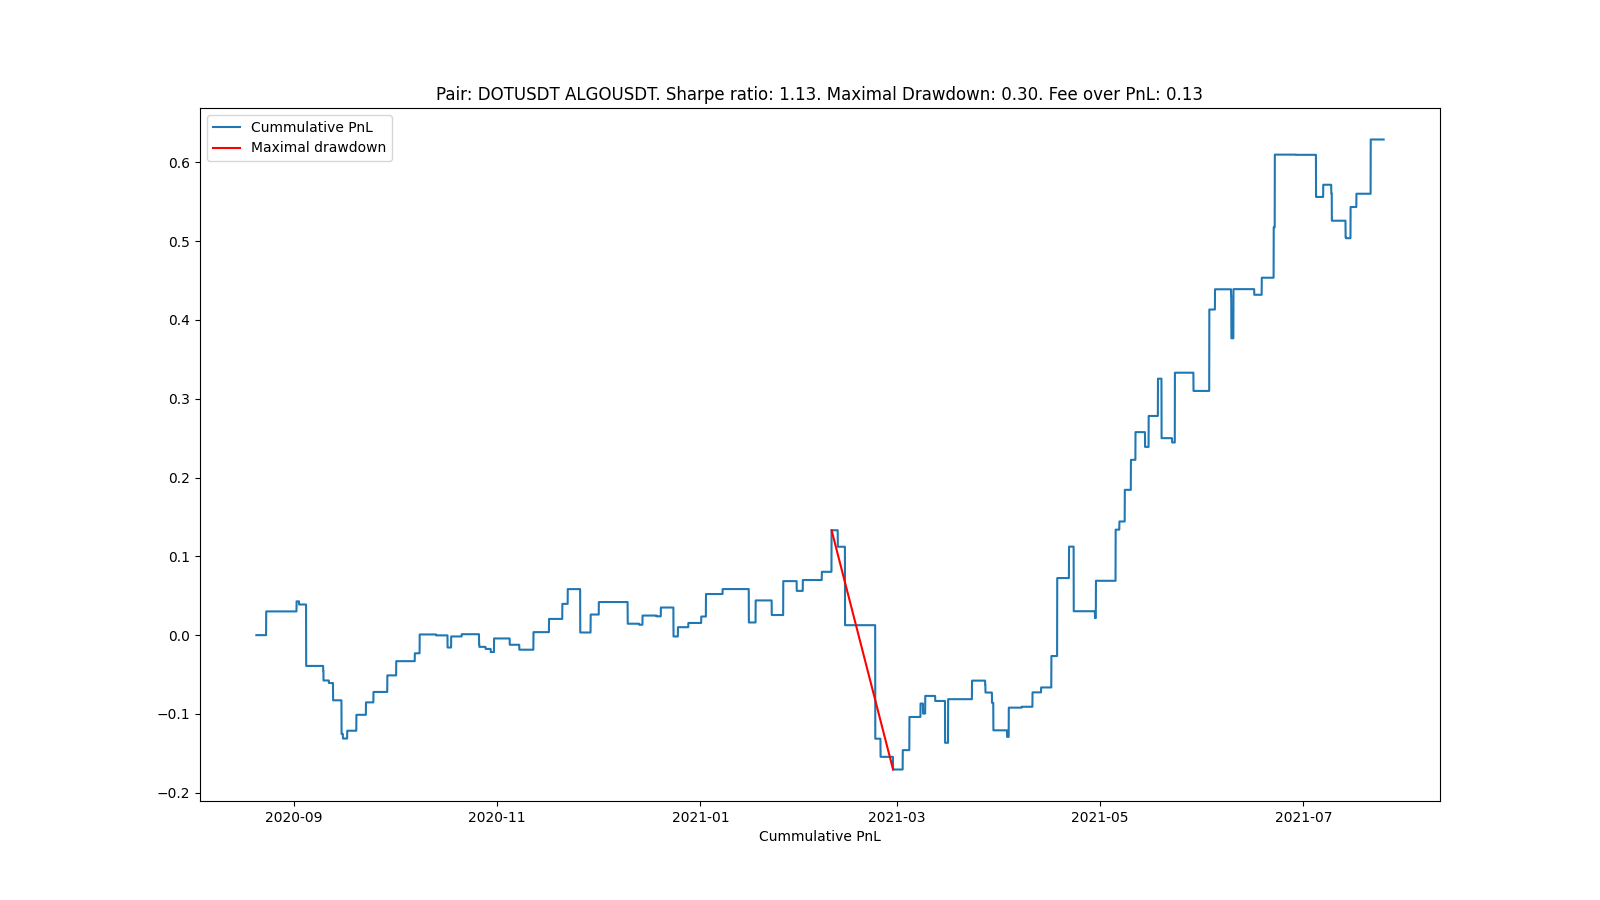 Pair: DOTUSDT ALGOUSDT. Sharpe ratio: 1.13. Maximal Drawdown: 0.30. Fee over PnL: 0.13
Cummulative PnL
Maximal drawdown
0.6
0.5
0.4
0.3
0.2
0.1
0.0
−0.1
−0.2
2020-09 2020-11 2021-01 2021-03 2021-05 2021-07
Cummulative PnL